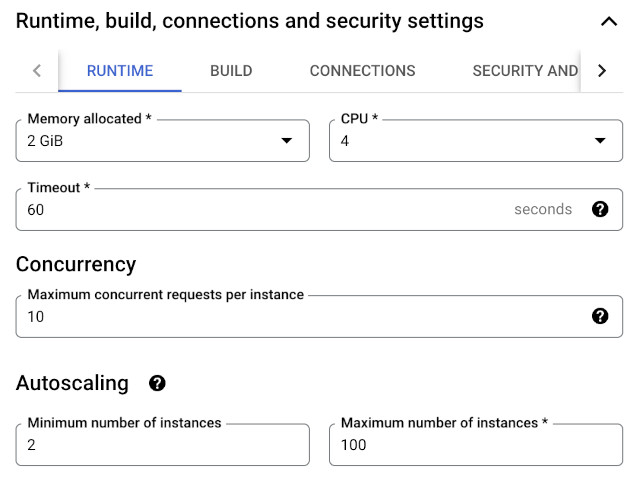 Runtime, build, connections and security settings
RUNTIME BUILD CONNECTIONS SECURITY AND
Memory allocated * CPU *
2 GiB 4
Timeout *
60 seconds ?
Concurrency
Maximum concurrent requests per instance
10 ?
Autoscaling ?
Minimum number of instances Maximum number of instances *
2 100